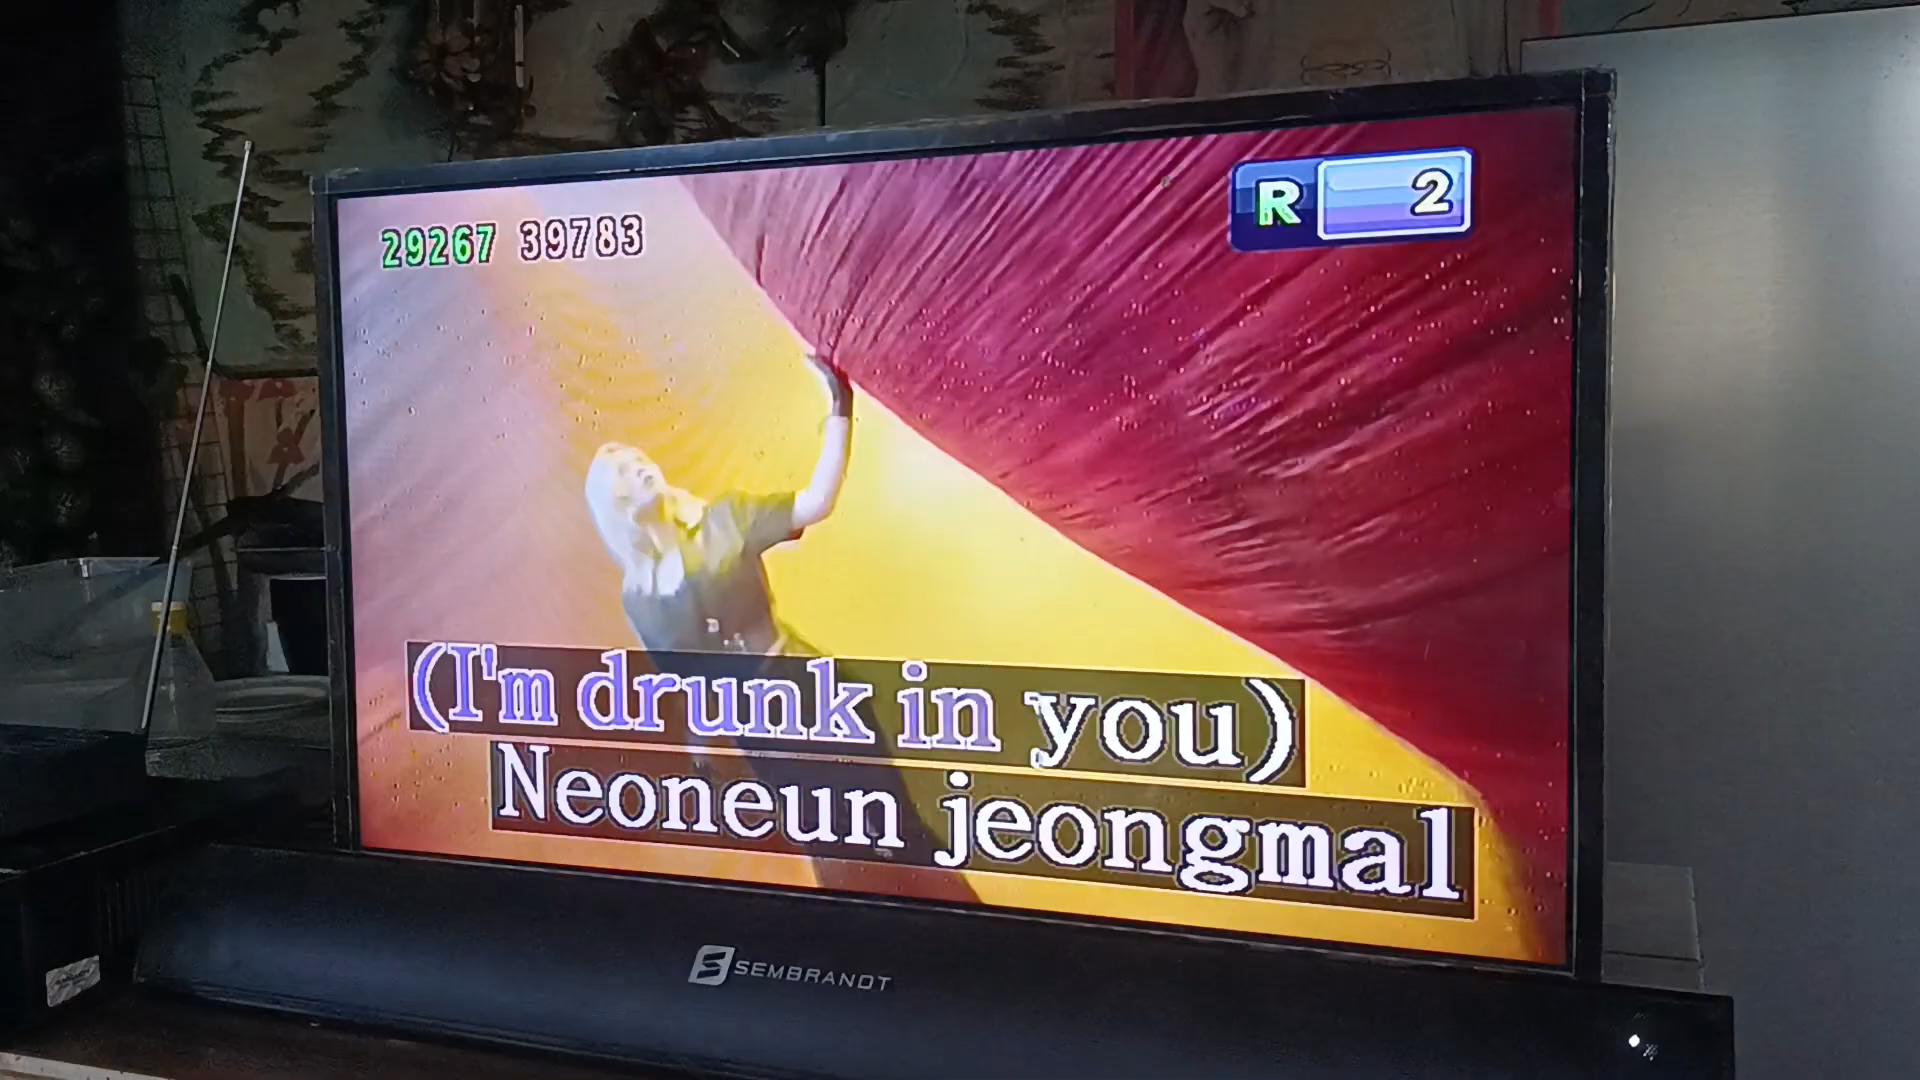 29267 39783
R 2
(I'm drunk in you)
Neoneun jeongmal
SEMBRANDT